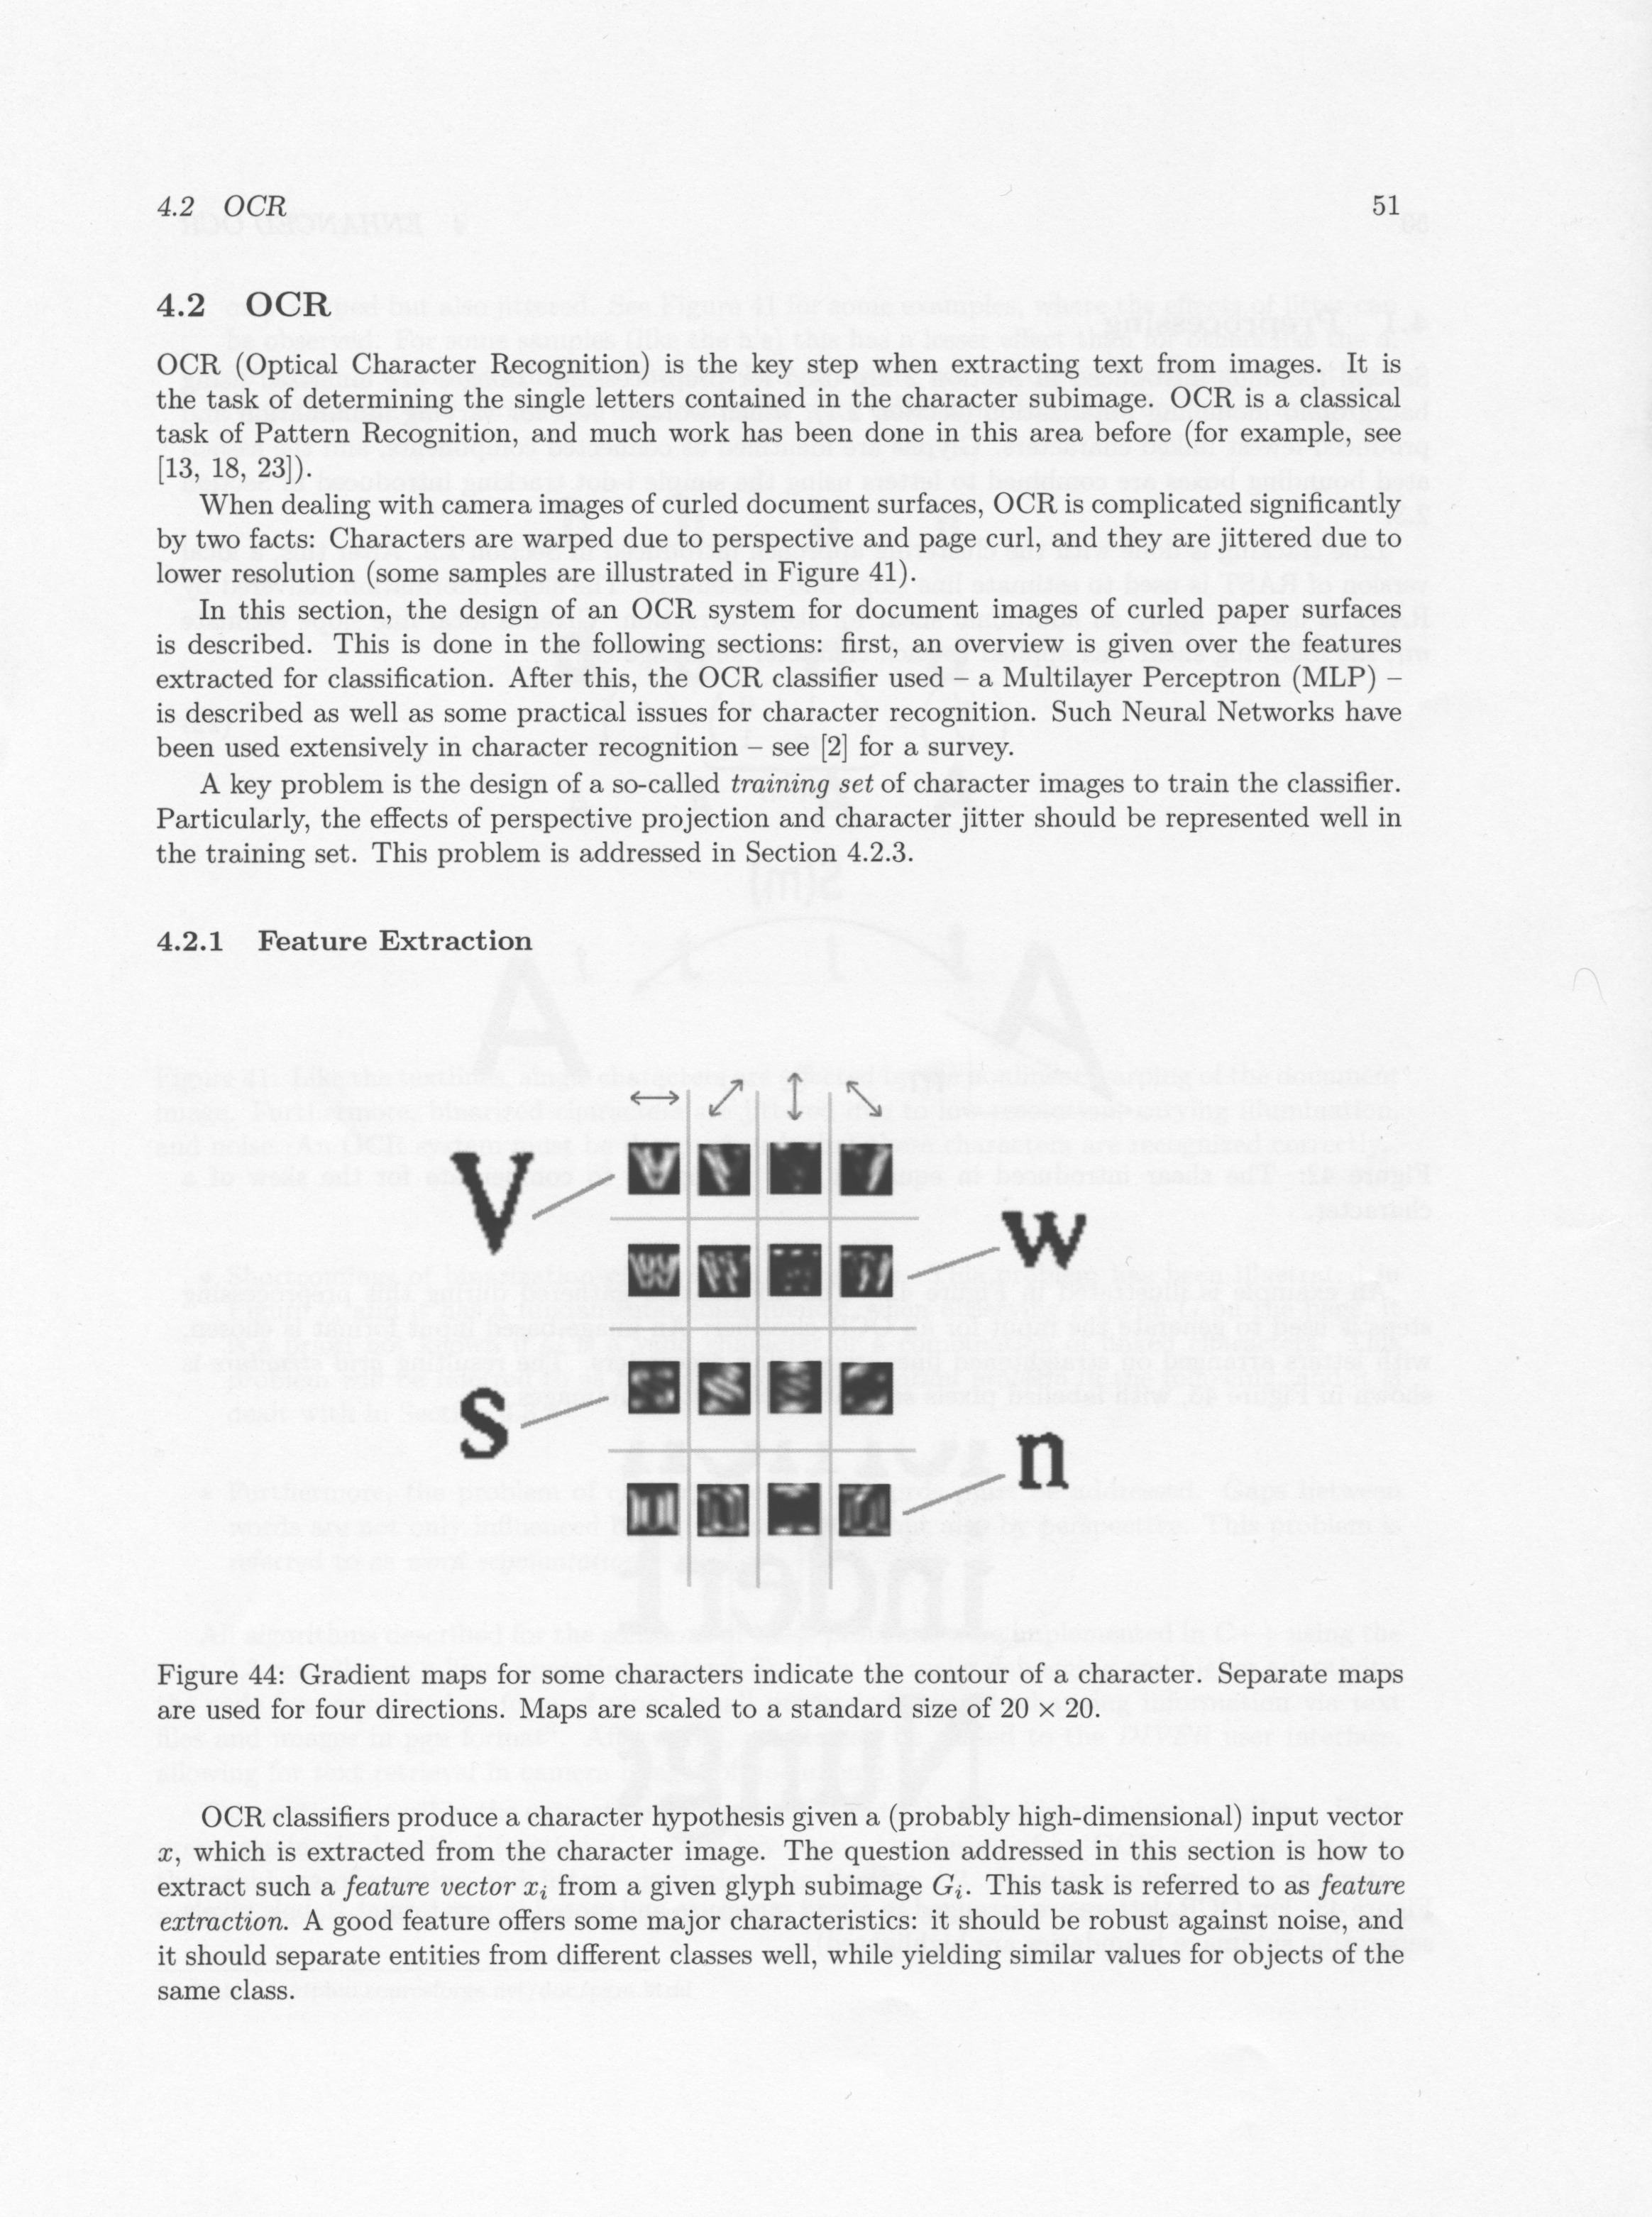 4.2 OCR 51
4.2 OCR
OCR (Optical Character Recognition) is the key step when extracting text from images. It is
the task of determining the single letters contained in the character subimage. OCR is a classical
task of Pattern Recognition, and much work has been done in this area before (for example, see
[13, 18, 23]).
When dealing with camera images of curled document surfaces, OCR is complicated significantly
by two facts: Characters are warped due to perspective and page curl, and they are jittered due to
lower resolution (some samples are illustrated in Figure 41).
In this section, the design of an OCR system for document images of curled paper surfaces
is described. This is done in the following sections: first, an overview is given over the features
extracted for classification. After this, the OCR classifier used – a Multilayer Perceptron (MLP) –
is described as well as some practical issues for character recognition. Such Neural Networks have
been used extensively in character recognition – see [2] for a survey.
A key problem is the design of a so-called training set of character images to train the classifier.
Particularly, the effects of perspective projection and character jitter should be represented well in
the training set. This problem is addressed in Section 4.2.3.
4.2.1 Feature Extraction
V
w
s
n
Figure 44: Gradient maps for some characters indicate the contour of a character. Separate maps
are used for four directions. Maps are scaled to a standard size of 20 × 20.
OCR classifiers produce a character hypothesis given a (probably high-dimensional) input vector
x, which is extracted from the character image. The question addressed in this section is how to
extract such a feature vector xᵢ from a given glyph subimage Gᵢ. This task is referred to as feature
extraction. A good feature offers some major characteristics: it should be robust against noise, and
it should separate entities from different classes well, while yielding similar values for objects of the
same class.